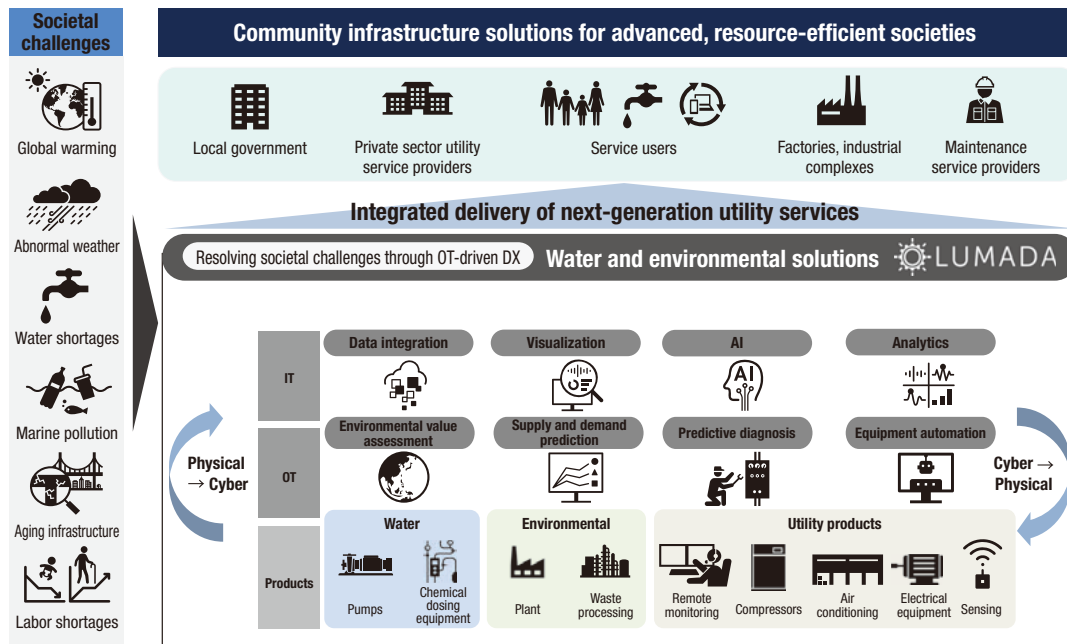 Societal
challenges
Global warming
Abnormal weather
Water shortages
Marine pollution
Aging infrastructure
Labor shortages
Community infrastructure solutions for advanced, resource-efficient societies
Local government
Private sector utility
service providers
Service users
Factories, industrial
complexes
Maintenance
service providers
Integrated delivery of next-generation utility services
Resolving societal challenges through OT-driven DX
Water and environmental solutions
LUMADA
IT
Data integration
Visualization
AI
AI
Analytics
OT
Environmental value
assessment
Supply and demand
prediction
Predictive diagnosis
Equipment automation
Physical
→ Cyber
Cyber →
Physical
Products
Water
Pumps
Chemical
dosing
equipment
Environmental
Plant
Waste
processing
Utility products
Remote
monitoring
Compressors
Air
conditioning
Electrical
equipment
Sensing